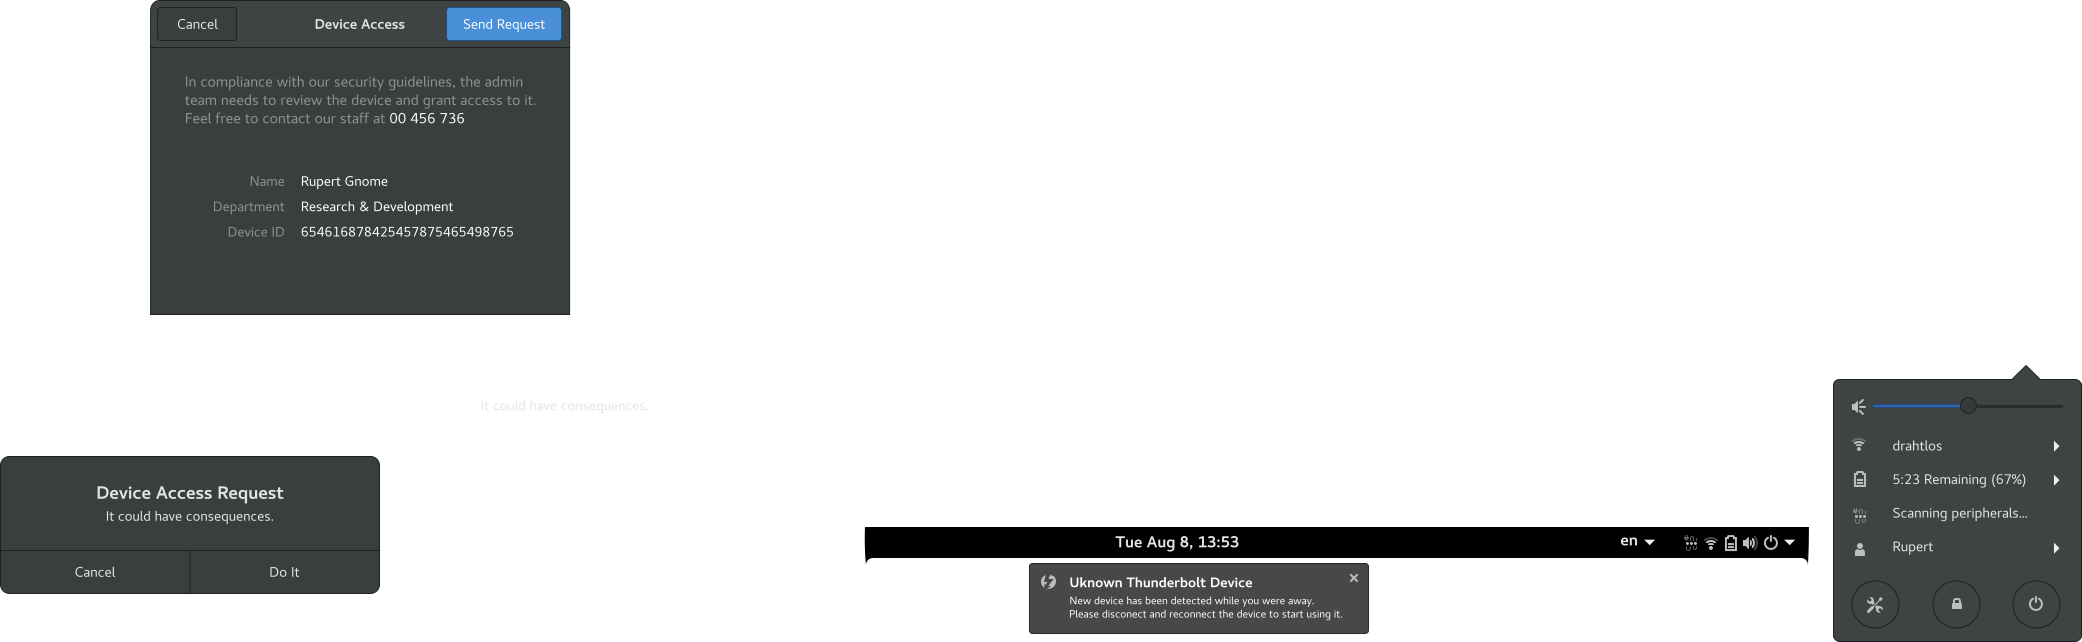 Cancel
Device Access
Send Request
In compliance with our security guidelines, the admin
team needs to review the device and grant access to it.
Feel free to contact our staff at 00 456 736
Name Rupert Gnome
Department Research & Development
Device ID 654616878425457875465498765
It could have consequences.
Device Access Request
It could have consequences.
Cancel
Do It
Tue Aug 8, 13:53
en
Uknown Thunderbolt Device
New device has been detected while you were away.
Please disconect and reconnect the device to start using it.
drahtlos
5:23 Remaining (67%)
Scanning peripherals...
Rupert